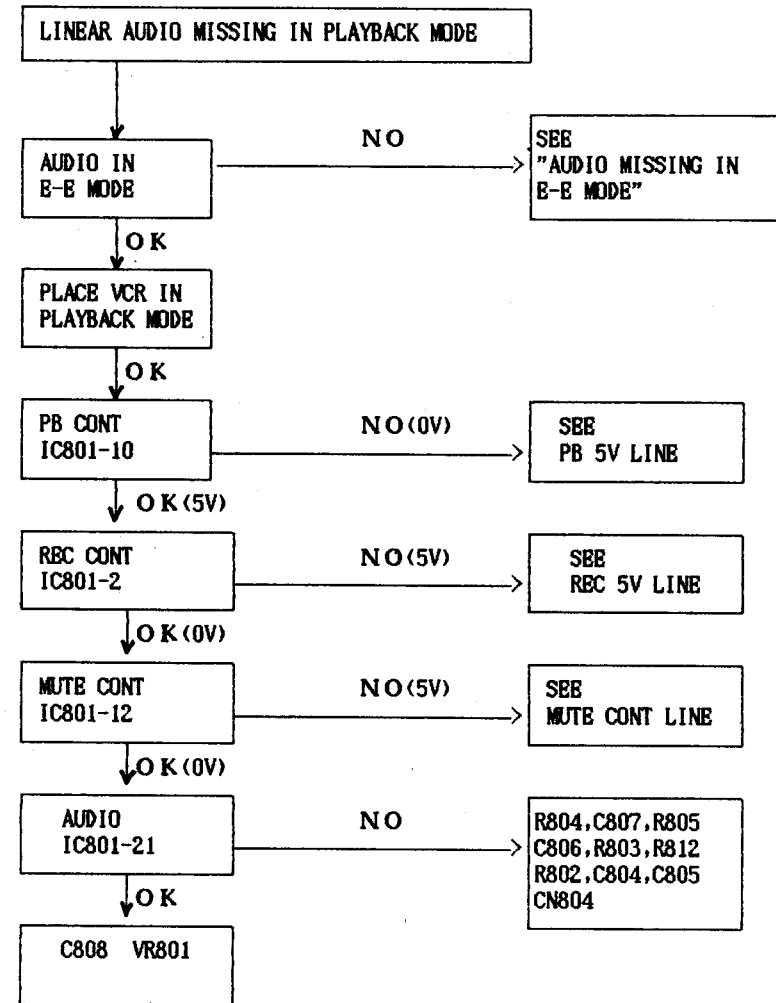 LINEAR AUDIO MISSING IN PLAYBACK MODE
AUDIO IN
E-E MODE
NO
SEE
"AUDIO MISSING IN
E-E MODE"
OK
PLACE VCR IN
PLAYBACK MODE
OK
PB CONT
IC801-10
NO(0V)
SEE
PB 5V LINE
OK(5V)
REC CONT
IC801-2
NO(5V)
SEE
REC 5V LINE
OK(0V)
MUTE CONT
IC801-12
NO(5V)
SEE
MUTE CONT LINE
OK(0V)
AUDIO
IC801-21
NO
R804,C807,R805
C806,R803,R812
R802,C804,C805
CN804
OK
C808 VR801